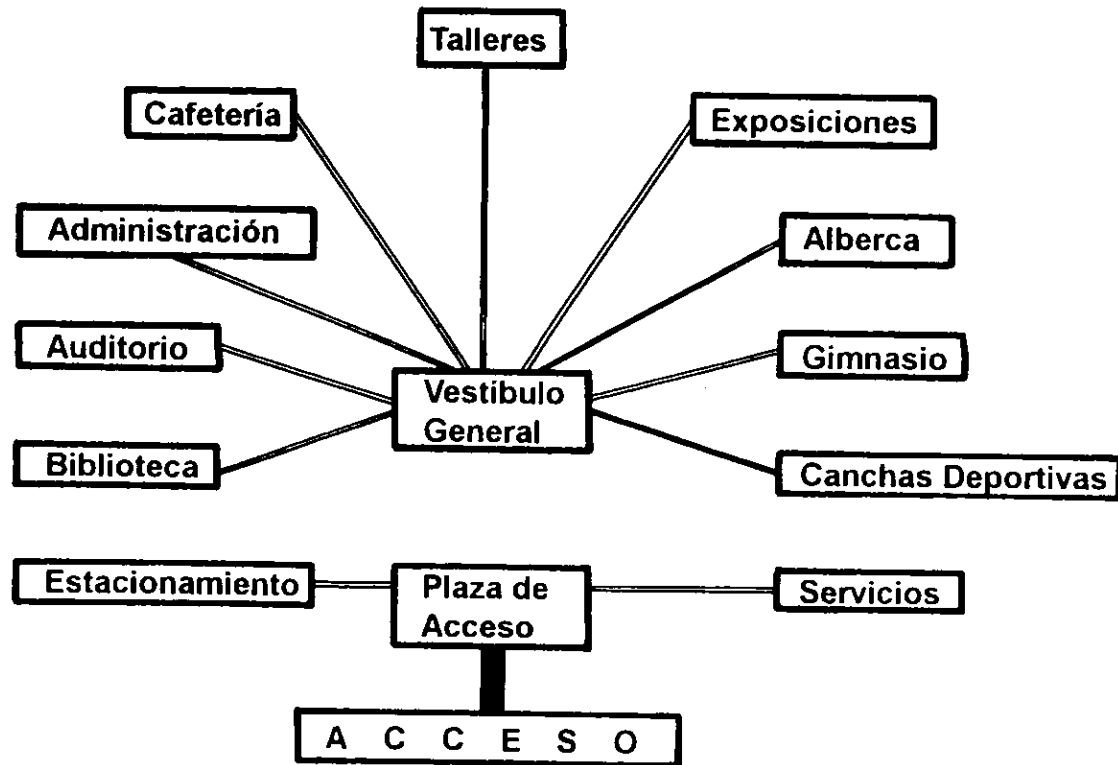 Talleres
Cafetería
Exposiciones
Administración
Alberca
Auditorio
Gimnasio
Vestíbulo
General
Biblioteca
Canchas Deportivas
Estacionamiento
Plaza de
Acceso
Servicios
A C C E S O